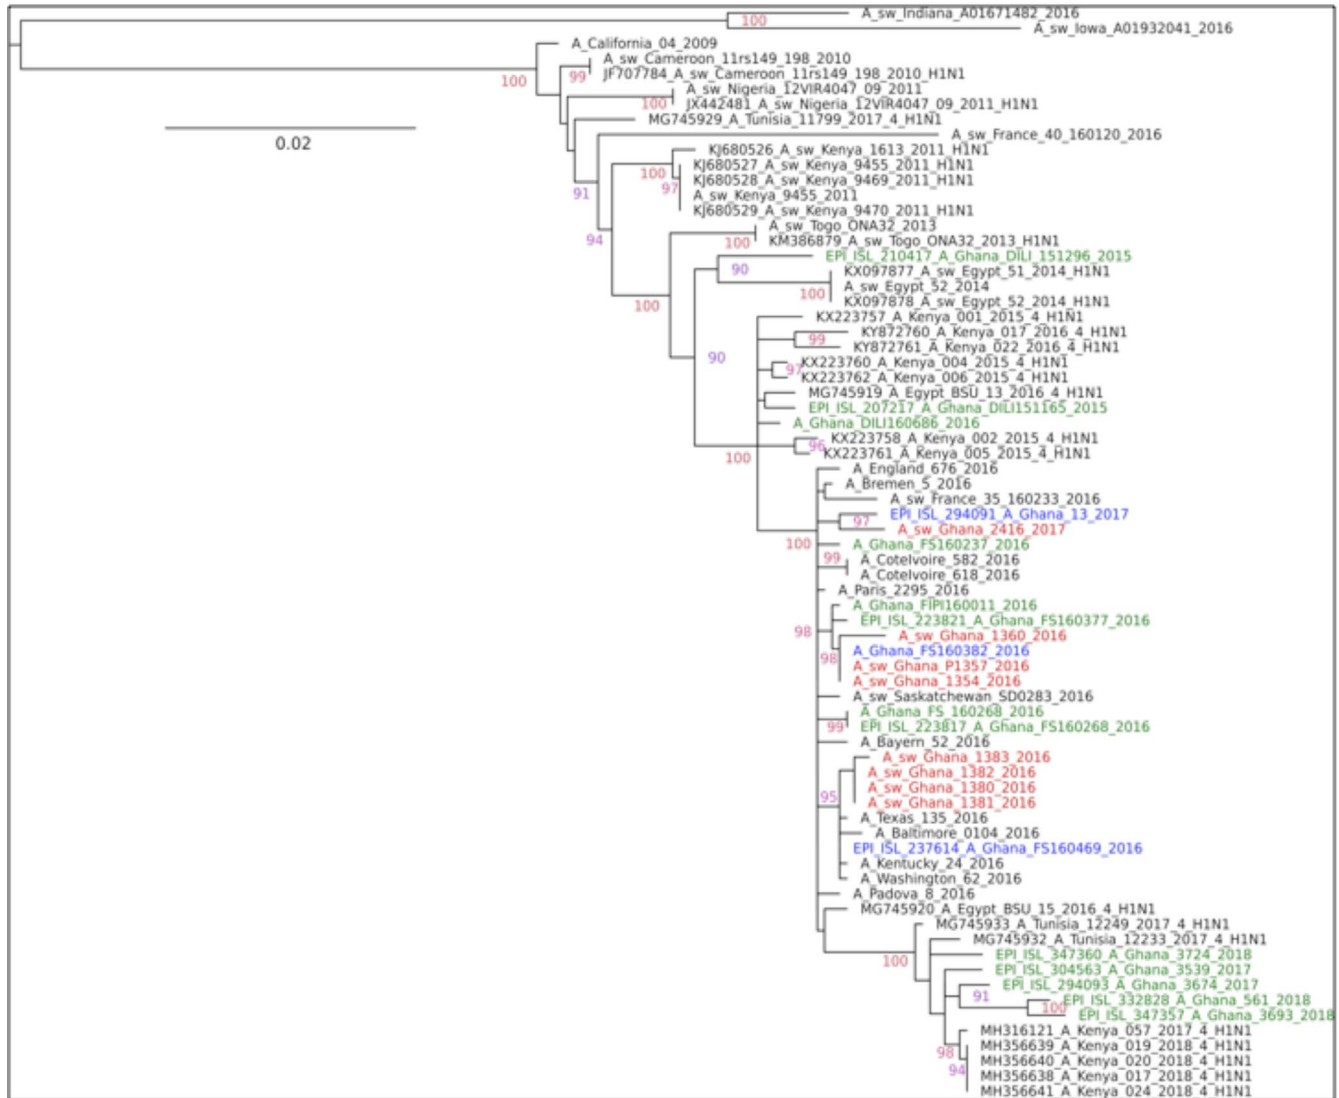 A_sw_Indiana_A01671482_2016
100
A_sw_Iowa_A01932041_2016
A_California_04_2009
A_sw_Cameroon_11rs149_198_2010
99
JF707784_A_sw_Cameroon_11rs149_198_2010_H1N1
100
A_sw_Nigeria_12VIR4047_09_2011
100
JX442481_A_sw_Nigeria_12VIR4047_09_2011_H1N1
MG745929_A_Tunisia_11799_2017_4_H1N1
A_sw_France_40_160120_2016
0.02
KJ680526_A_sw_Kenya_1613_2011_H1N1
KJ680527_A_sw_Kenya_9455_2011_H1N1
100
KJ680528_A_sw_Kenya_9469_2011_H1N1
97
91
A_sw_Kenya_9455_2011
KJ680529_A_sw_Kenya_9470_2011_H1N1
A_sw_Togo_ONA32_2013
94
100
KM386879_A_sw_Togo_ONA32_2013_H1N1
EPI_ISL_210417_A_Ghana_DILI_151296_2015
90
KX097877_A_sw_Egypt_51_2014_H1N1
A_sw_Egypt_52_2014
100
KX097878_A_sw_Egypt_52_2014_H1N1
100
KX223757_A_Kenya_001_2015_4_H1N1
KY872760_A_Kenya_017_2016_4_H1N1
99
KY872761_A_Kenya_022_2016_4_H1N1
90
KX223760_A_Kenya_004_2015_4_H1N1
97
KX223762_A_Kenya_006_2015_4_H1N1
MG745919_A_Egypt_BSU_13_2016_4_H1N1
EPI_ISL_207217_A_Ghana_DILI151165_2015
A_Ghana_DILI160686_2016
KX223758_A_Kenya_002_2015_4_H1N1
96
KX223761_A_Kenya_005_2015_4_H1N1
100
A_England_676_2016
A_Bremen_5_2016
A_sw_France_35_160233_2016
EPI_ISL_294091_A_Ghana_13_2017
97
A_sw_Ghana_2416_2017
100
A_Ghana_FS160237_2016
99
A_CoteIvoire_582_2016
A_CoteIvoire_618_2016
A_Paris_2295_2016
A_Ghana_FIPI160011_2016
EPI_ISL_223821_A_Ghana_FS160377_2016
98
A_sw_Ghana_1360_2016
A_Ghana_FS160382_2016
98
A_sw_Ghana_P1357_2016
A_sw_Ghana_1354_2016
A_sw_Saskatchewan_SD0283_2016
A_Ghana_FS_160268_2016
99
EPI_ISL_223817_A_Ghana_FS160268_2016
A_Bayern_52_2016
A_sw_Ghana_1383_2016
A_sw_Ghana_1382_2016
A_sw_Ghana_1380_2016
95
A_sw_Ghana_1381_2016
A_Texas_135_2016
A_Baltimore_0104_2016
EPI_ISL_237614_A_Ghana_FS160469_2016
A_Kentucky_24_2016
A_Washington_62_2016
A_Padova_8_2016
MG745920_A_Egypt_BSU_15_2016_4_H1N1
MG745933_A_Tunisia_12249_2017_4_H1N1
MG745932_A_Tunisia_12233_2017_4_H1N1
100
EPI_ISL_347360_A_Ghana_3724_2018
EPI_ISL_304563_A_Ghana_3539_2017
EPI_ISL_294093_A_Ghana_3674_2017
91
EPI_ISL_332828_A_Ghana_561_2018
100
EPI_ISL_347357_A_Ghana_3693_2018
MH316121_A_Kenya_057_2017_4_H1N1
MH356639_A_Kenya_019_2018_4_H1N1
98
MH356640_A_Kenya_020_2018_4_H1N1
94
MH356638_A_Kenya_017_2018_4_H1N1
MH356641_A_Kenya_024_2018_4_H1N1